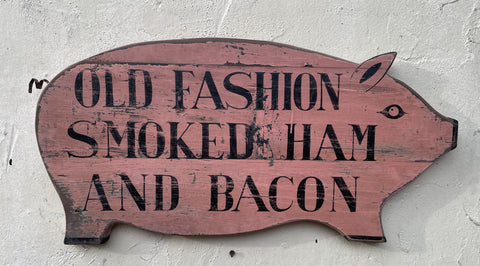 OLD FASHION
SMOKED HAM
AND BACON